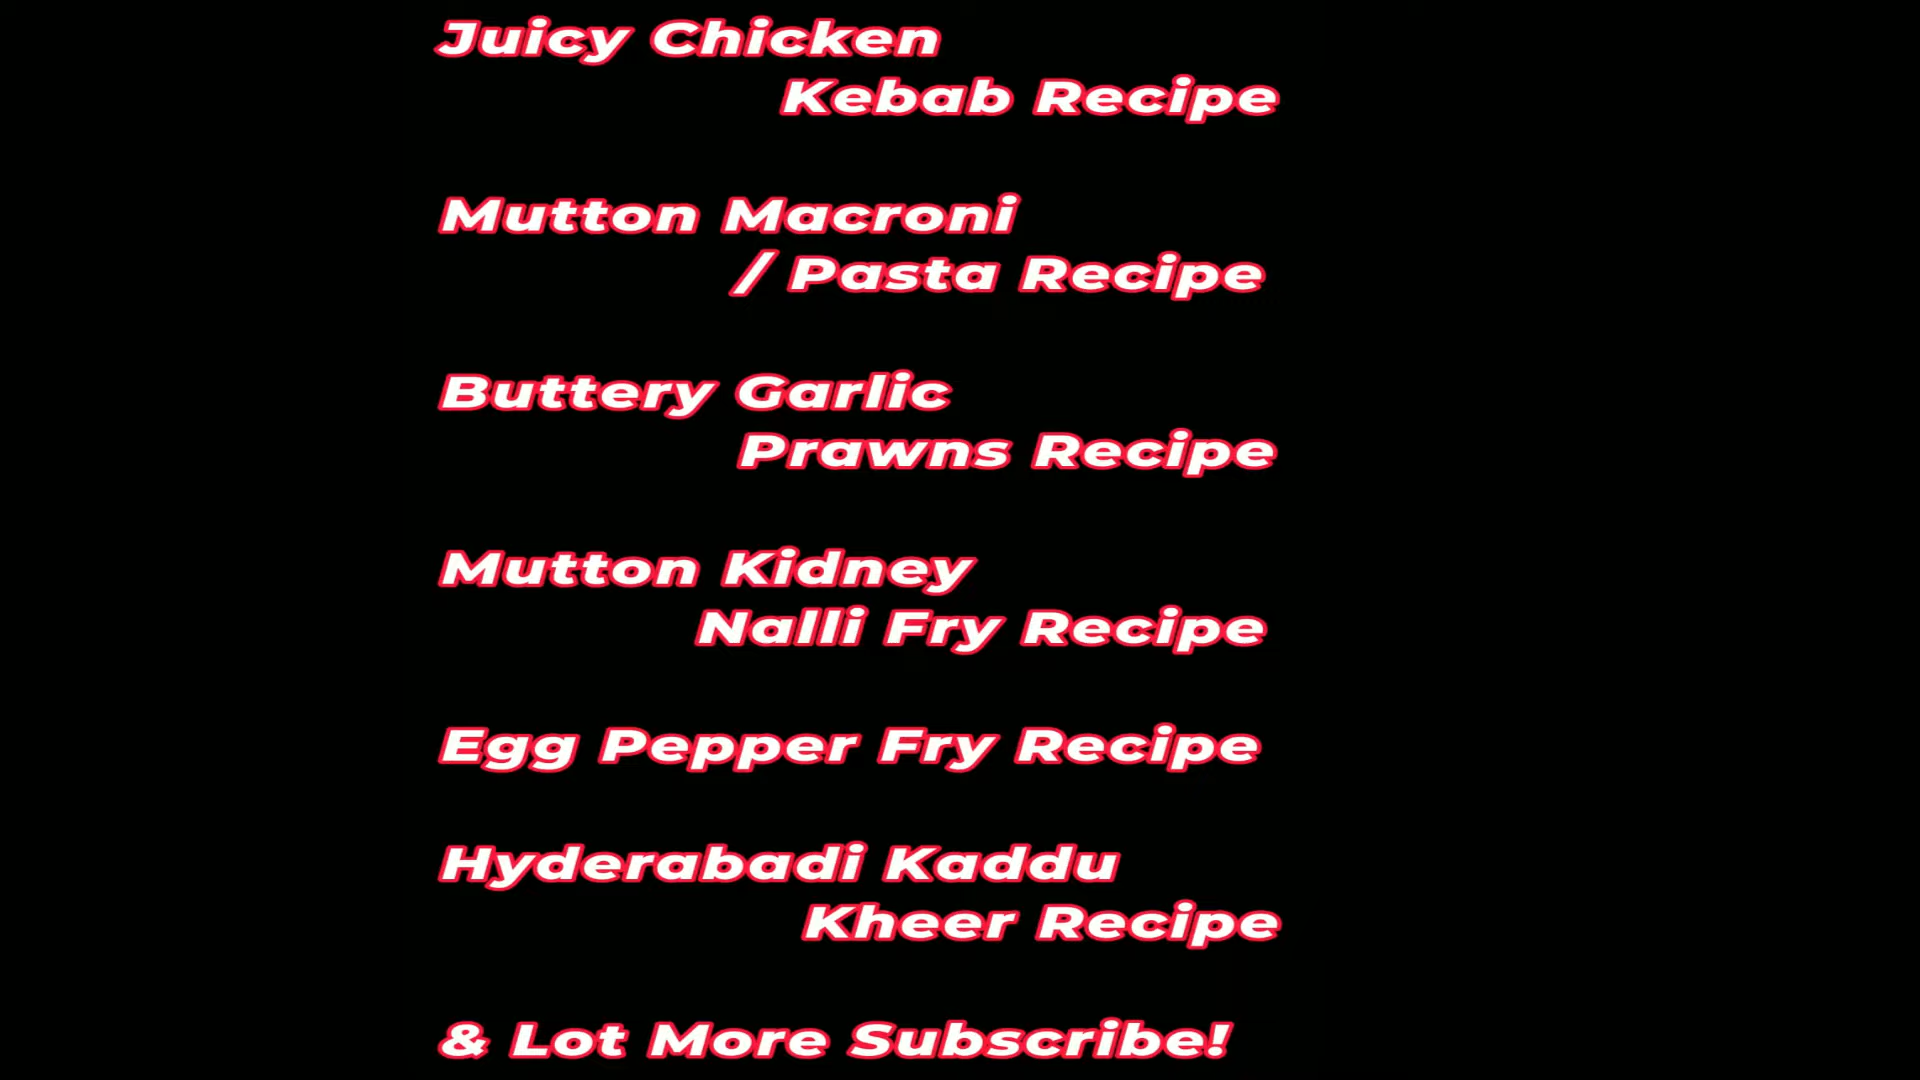 Juicy Chicken
Kebab Recipe
Mutton Macroni
/ Pasta Recipe
Buttery Garlic
Prawns Recipe
Mutton Kidney
Nalli Fry Recipe
Egg Pepper Fry Recipe
Hyderabadi Kaddu
Kheer Recipe
& Lot More Subscribe!